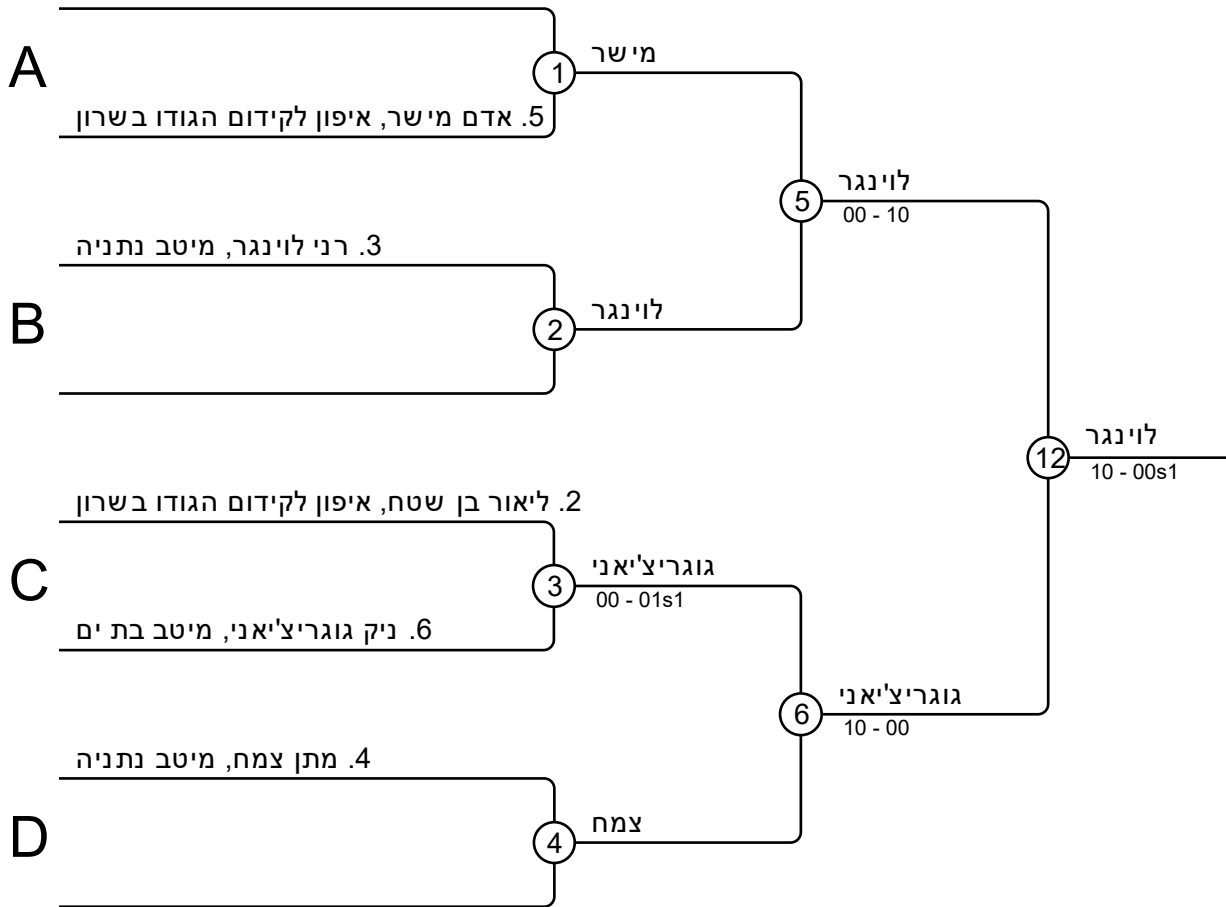 A
1
מישר
5. אדם מישר, איפון לקידום הגודו בשרון
5
לוינגר
00 - 10
3. רני לוינגר, מיטב נתניה
B
2
לוינגר
12
לוינגר
10 - 00s1
2. ליאור בן שטח, איפון לקידום הגודו בשרון
C
3
גוגריצ'יאני
00 - 01s1
6. ניק גוגריצ'יאני, מיטב בת ים
6
גוגריצ'יאני
10 - 00
4. מתן צמח, מיטב נתניה
D
4
צמח